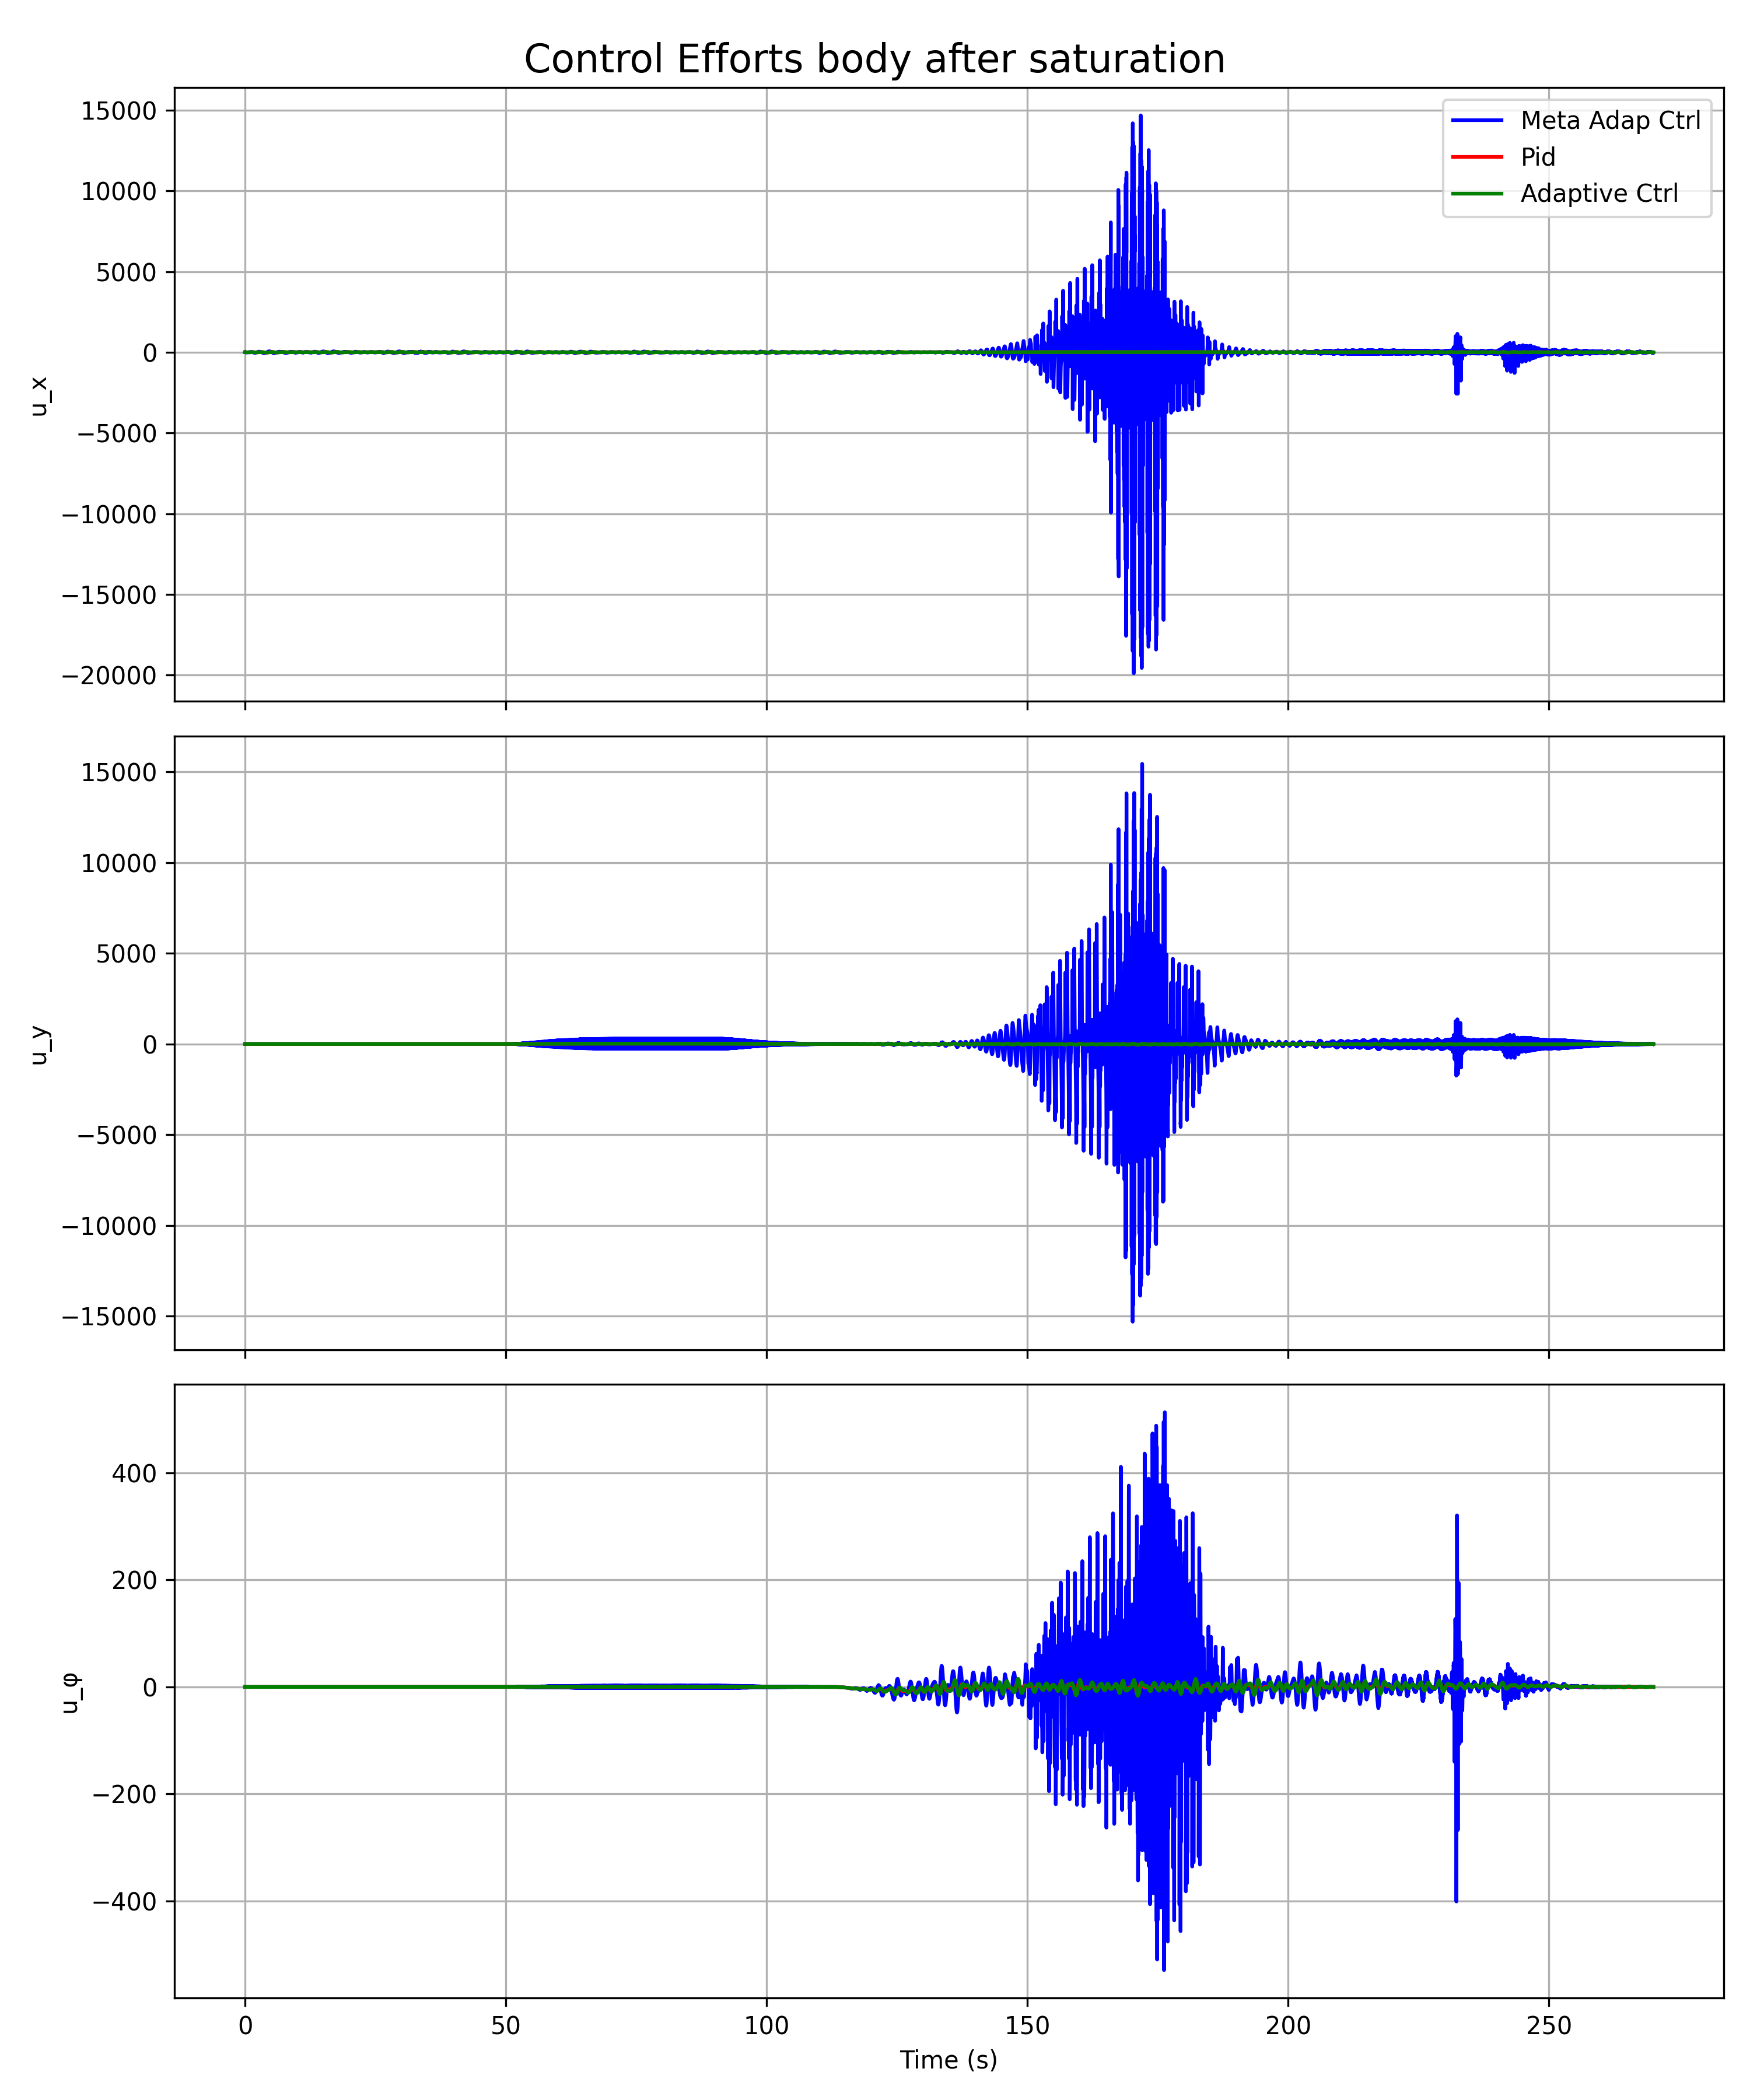 Control Efforts body after saturation
15000
10000
5000
0
−5000
−10000
−15000
−20000
u_x
Meta Adap Ctrl
Pid
Adaptive Ctrl
15000
10000
5000
0
−5000
−10000
−15000
u_y
400
200
0
−200
−400
u_φ
0 50 100 150 200 250
Time (s)